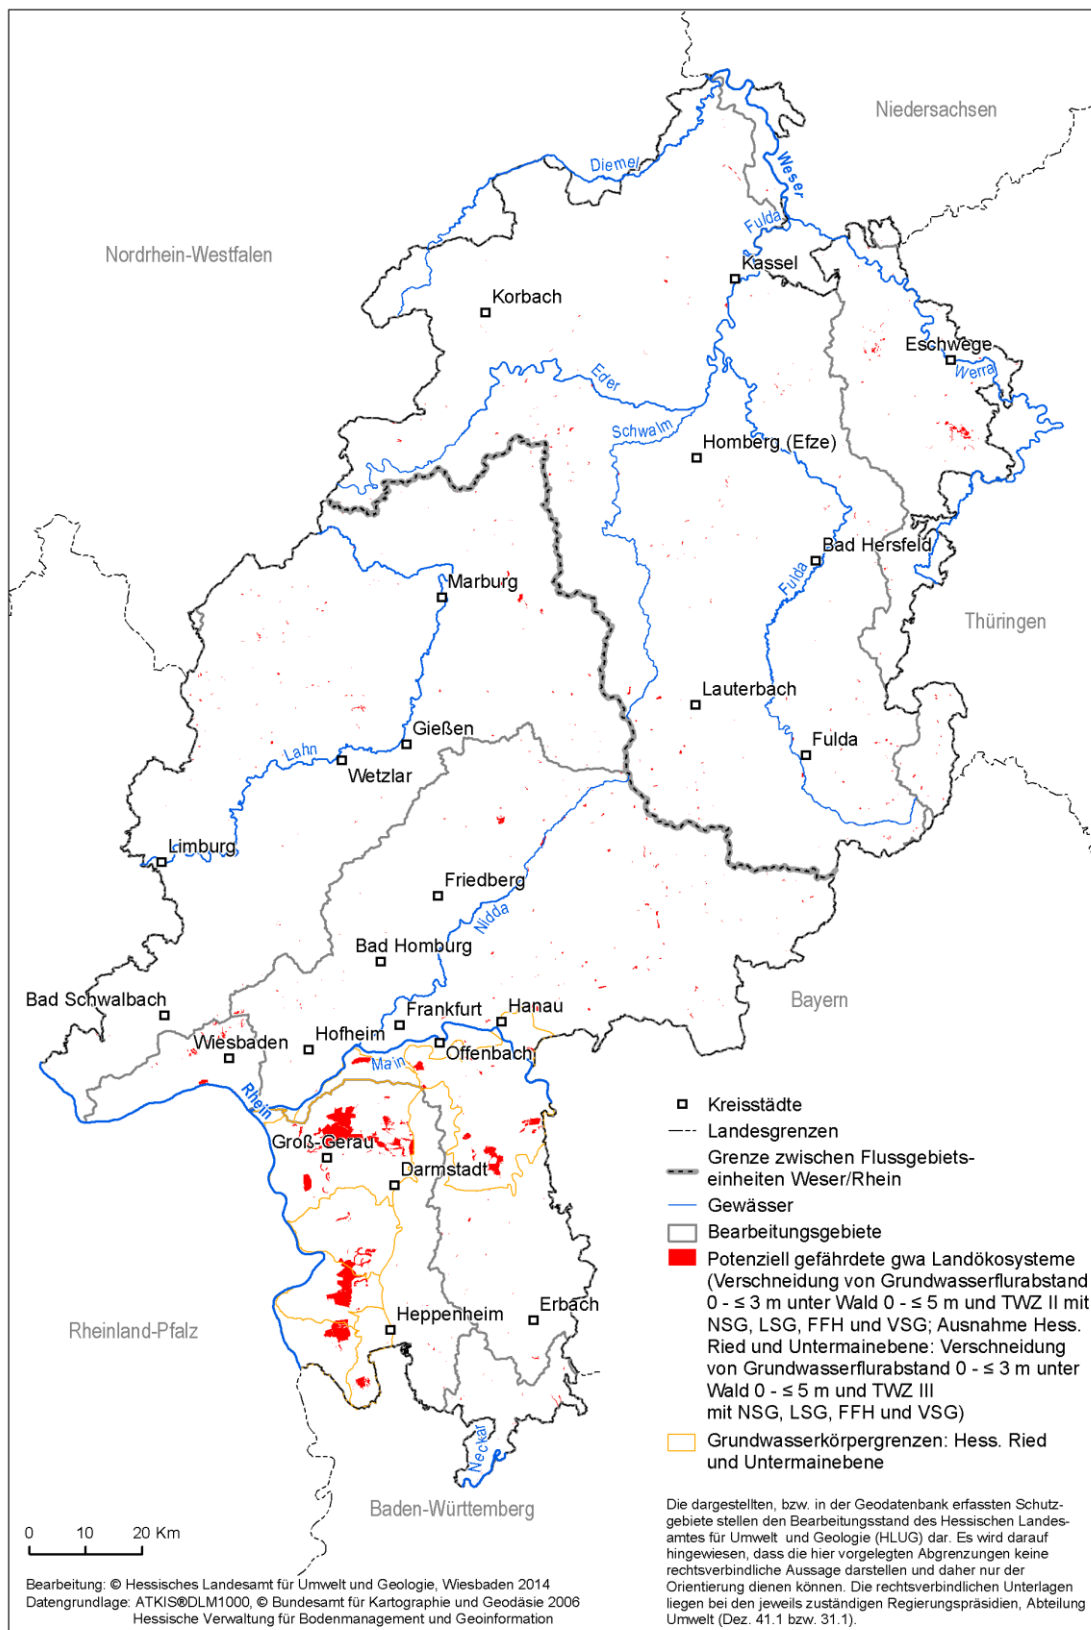 Niedersachsen
Diemel
Weser
Fulda
Nordrhein-Westfalen
Kassel
Korbach
Eschwege
Werra
Eder
Schwalm
Homberg (Efze)
Bad Hersfeld
Fulda
Marburg
Thüringen
Lauterbach
Gießen
Fulda
Lahn
Wetzlar
Limburg
Friedberg
Nidda
Bad Homburg
Bad Schwalbach
Bayern
Frankfurt
Hanau
Wiesbaden
Hofheim
Offenbach
Main
Rhein
Groß-Gerau
Darmstadt
Heppenheim
Erbach
Rheinland-Pfalz
Neckar
Baden-Württemberg
Kreisstädte
Landesgrenzen
Grenze zwischen Flussgebiets-
einheiten Weser/Rhein
Gewässer
Bearbeitungsgebiete
Potenziell gefährdete gwa Landökosysteme
(Verschneidung von Grundwasserflurabstand
0 - ≤ 3 m unter Wald 0 - ≤ 5 m und TWZ II mit
NSG, LSG, FFH und VSG; Ausnahme Hess.
Ried und Untermainebene: Verschneidung
von Grundwasserflurabstand 0 - ≤ 3 m unter
Wald 0 - ≤ 5 m und TWZ III
mit NSG, LSG, FFH und VSG)
Grundwasserkörpergrenzen: Hess. Ried
und Untermainebene
Die dargestellten, bzw. in der Geodatenbank erfassten Schutz-
gebiete stellen den Bearbeitungsstand des Hessischen Landes-
amtes für Umwelt und Geologie (HLUG) dar. Es wird darauf
hingewiesen, dass die hier vorgelegten Abgrenzungen keine
rechtsverbindliche Aussage darstellen und daher nur der
Orientierung dienen können. Die rechtsverbindlichen Unterlagen
liegen bei den jeweils zuständigen Regierungspräsidien, Abteilung
Umwelt (Dez. 41.1 bzw. 31.1).
0 10 20 Km
Bearbeitung: © Hessisches Landesamt für Umwelt und Geologie, Wiesbaden 2014
Datengrundlage: ATKIS®DLM1000, © Bundesamt für Kartographie und Geodäsie 2006
Hessische Verwaltung für Bodenmanagement und Geoinformation